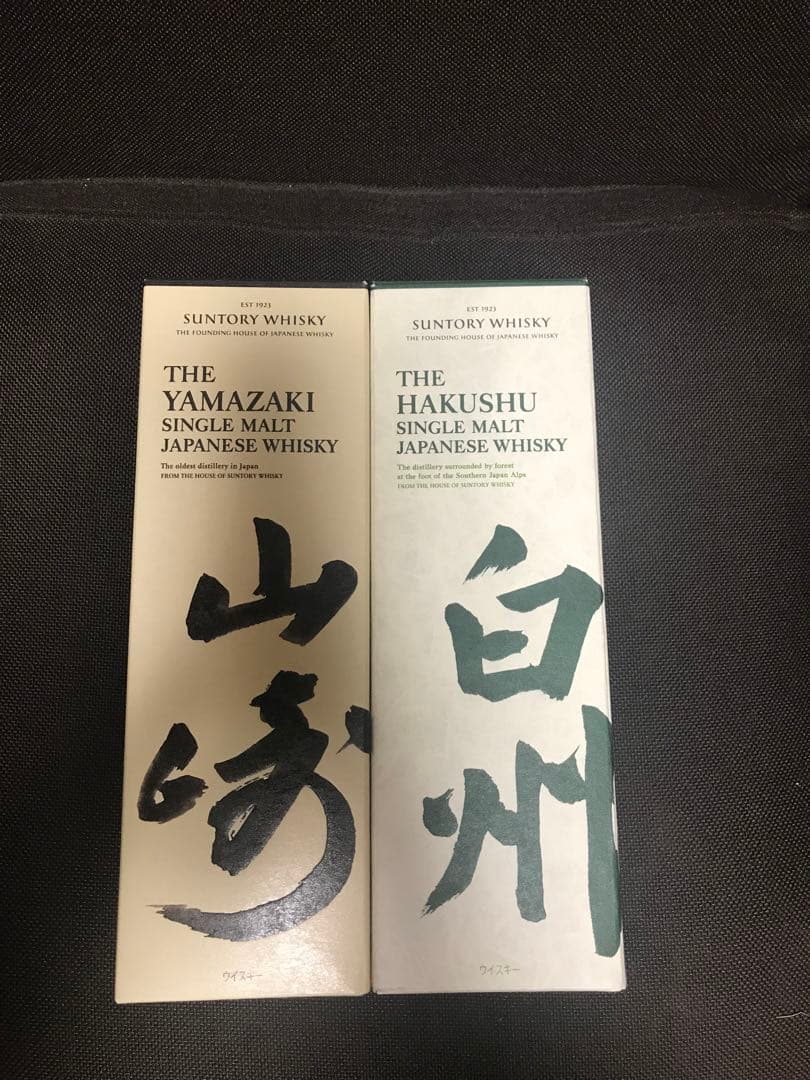 EST 1923
SUNTORY WHISKY
THE FOUNDING HOUSE OF JAPANESE WHISKY
THE
YAMAZAKI
SINGLE MALT
JAPANESE WHISKY
The oldest distillery in Japan
FROM THE HOUSE OF SUNTORY WHISKY
山
崎
ウイスキー
EST 1923
SUNTORY WHISKY
THE FOUNDING HOUSE OF JAPANESE WHISKY
THE
HAKUSHU
SINGLE MALT
JAPANESE WHISKY
The distillery surrounded by forest
at the foot of the Southern Japan Alps
FROM THE HOUSE OF SUNTORY WHISKY
白
州
ウイスキー